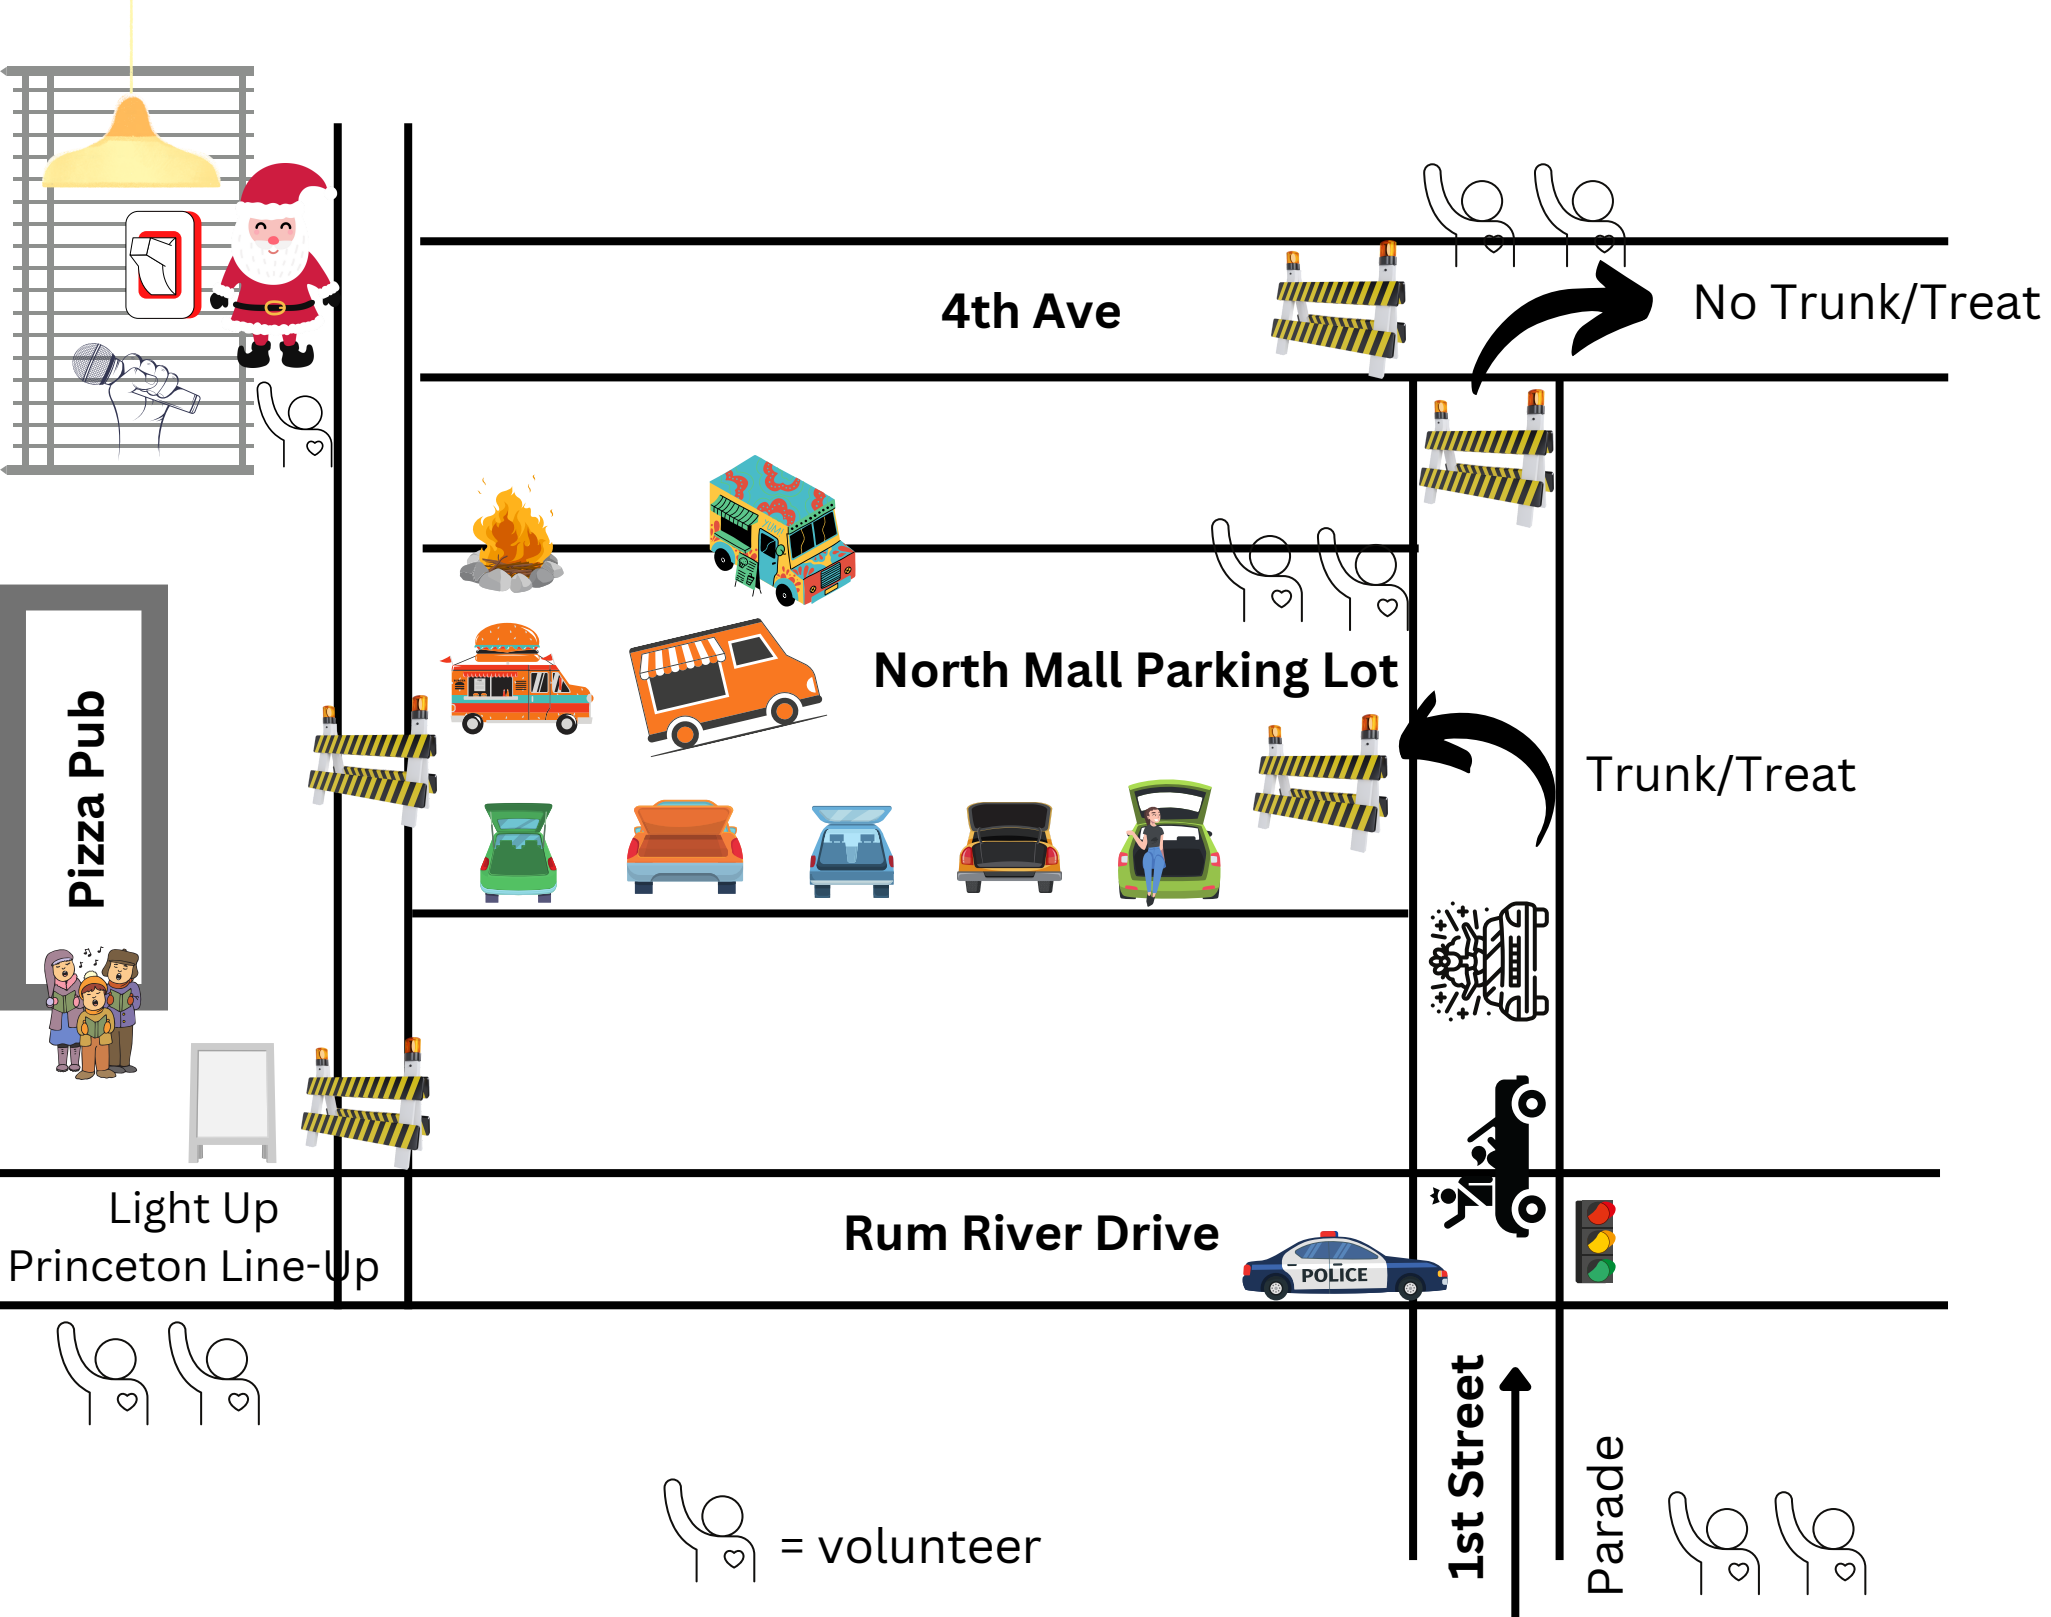 4th Ave
No Trunk/Treat
YUM!
North Mall Parking Lot
Trunk/Treat
Pizza Pub
Light Up
Princeton Line-Up
Rum River Drive
POLICE
1st Street
Parade
= volunteer